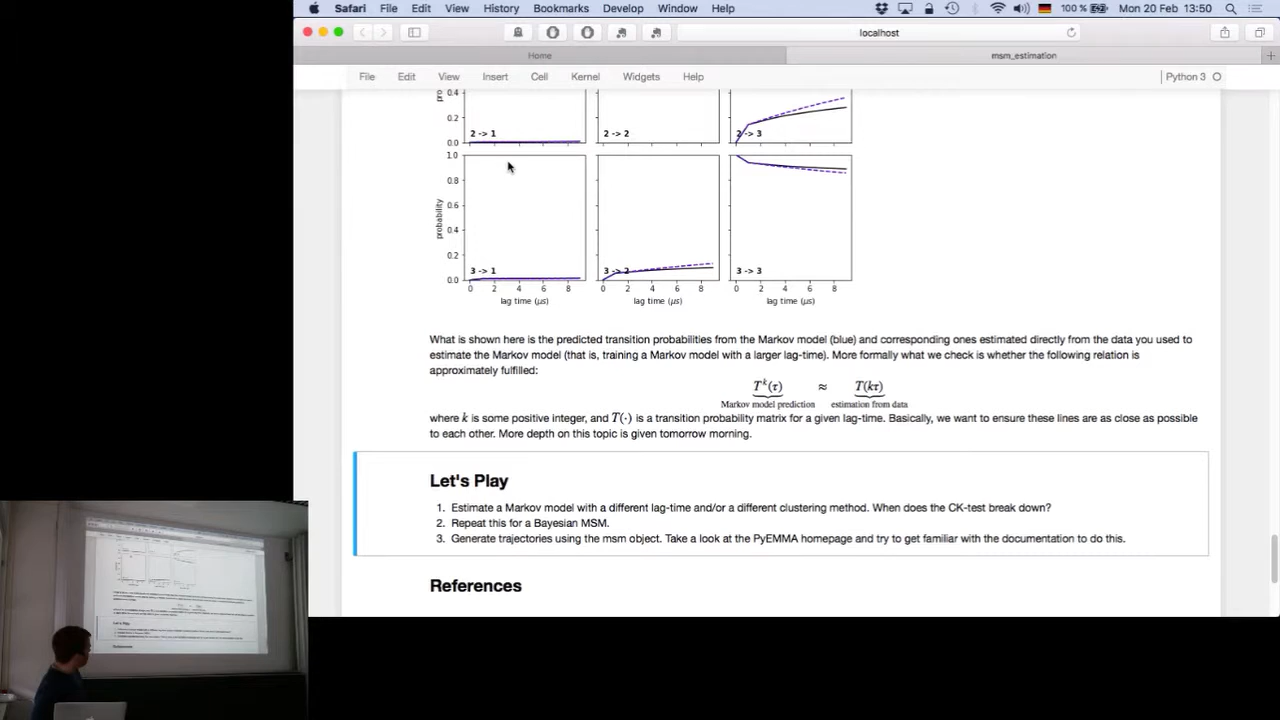 Safari File Edit View History Bookmarks Develop Window Help 100 % Mon 20 Feb 13:50
localhost
Home msm_estimation
File Edit View Insert Cell Kernel Widgets Help Python 3
0.4
0.2
0.0
2 -> 1 2 -> 2 2 -> 3
1.0
0.8
0.6
0.4
0.2
0.0
probability
3 -> 1 3 -> 2 3 -> 3
0 2 4 6 8 0 2 4 6 8 0 2 4 6 8
lag time (μs) lag time (μs) lag time (μs)
What is shown here is the predicted transition probabilities from the Markov model (blue) and corresponding ones estimated directly from the data you used to
estimate the Markov model (that is, training a Markov model with a larger lag-time). More formally what we check is whether the following relation is
approximately fulfilled:
T^k(τ) ≈ T(kτ)
Markov model prediction estimation from data
where k is some positive integer, and T(·) is a transition probability matrix for a given lag-time. Basically, we want to ensure these lines are as close as possible
to each other. More depth on this topic is given tomorrow morning.
Let's Play
1. Estimate a Markov model with a different lag-time and/or a different clustering method. When does the CK-test break down?
2. Repeat this for a Bayesian MSM.
3. Generate trajectories using the msm object. Take a look at the PyEMMA homepage and try to get familiar with the documentation to do this.
References